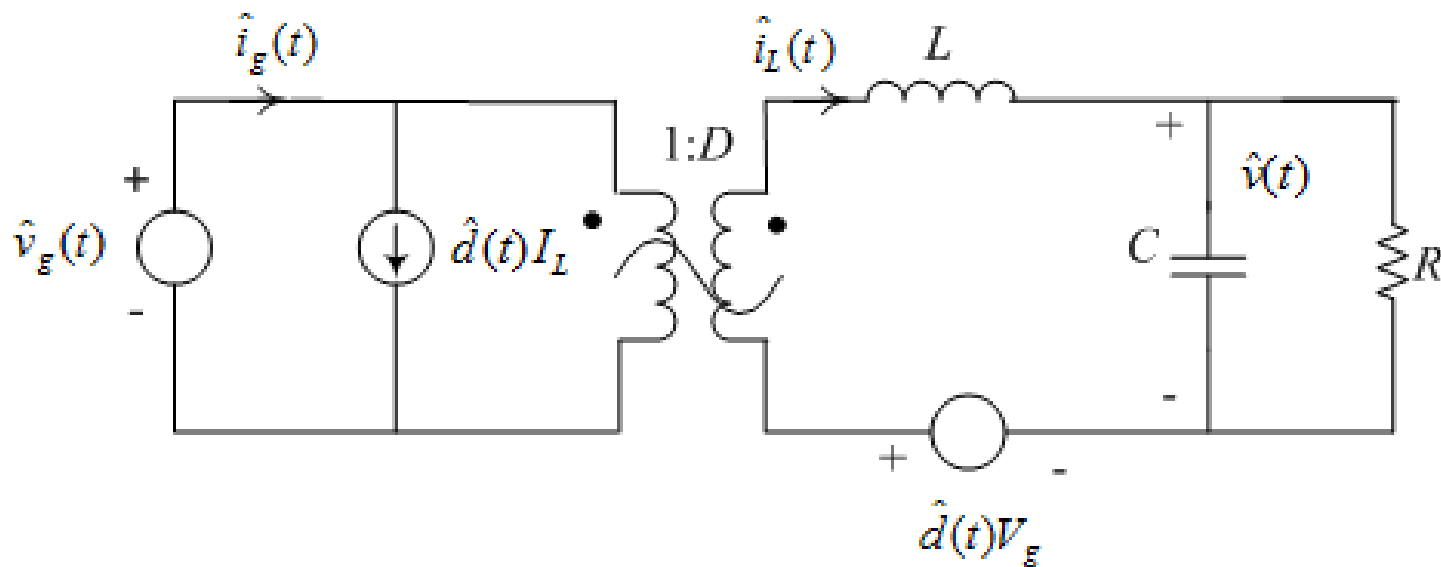 î_g(t)
î_L(t)
L
1:D
+
+
v̂(t)
v̂_g(t)
d̂(t)I_L
C
R
-
-
+
-
d̂(t)V_g